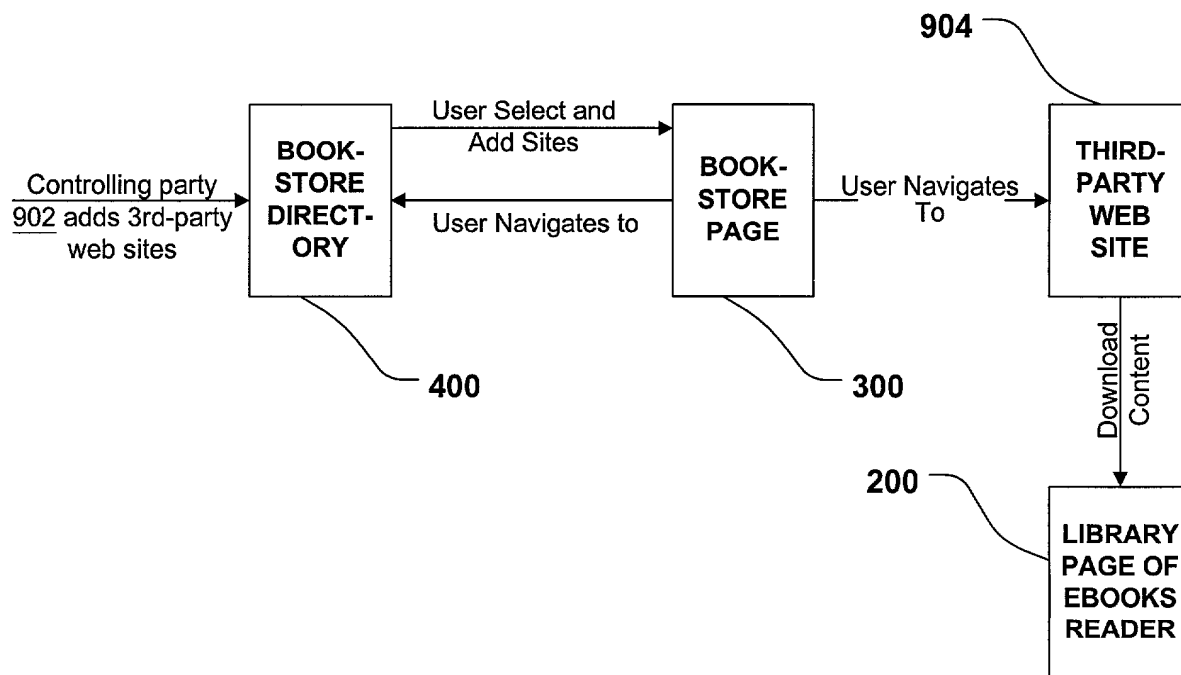 904
User Select and
Add Sites
BOOK-
STORE
DIRECT-
ORY
BOOK-
STORE
PAGE
THIRD-
PARTY
WEB
SITE
Controlling party
902 adds 3rd-party
web sites
User Navigates to
User Navigates
To
400
300
Download
Content
200
LIBRARY
PAGE OF
EBOOKS
READER